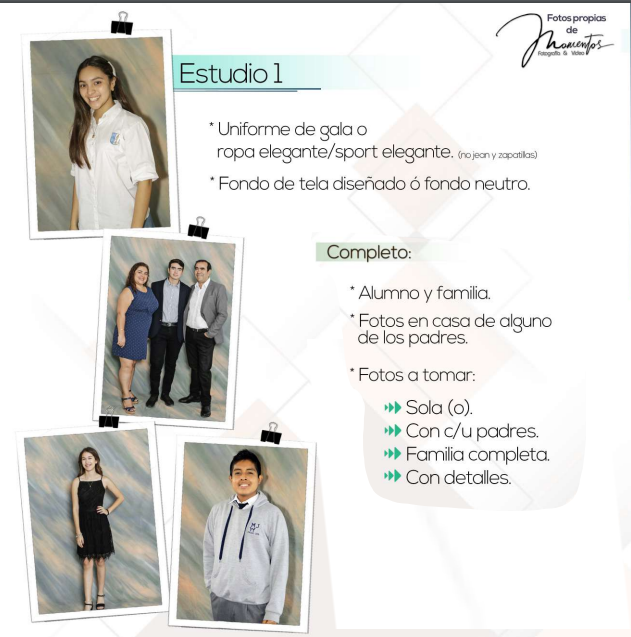 Fotos propias
de
Momentos
Fotografía & Video
Estudio 1
* Uniforme de gala o
ropa elegante/sport elegante. (no jean y zapatillas)
* Fondo de tela diseñado ó fondo neutro.
Completo:
* Alumno y familia.
* Fotos en casa de alguno
de los padres.
* Fotos a tomar:
Sola (o).
Con c/u padres.
Familia completa.
Con detalles.